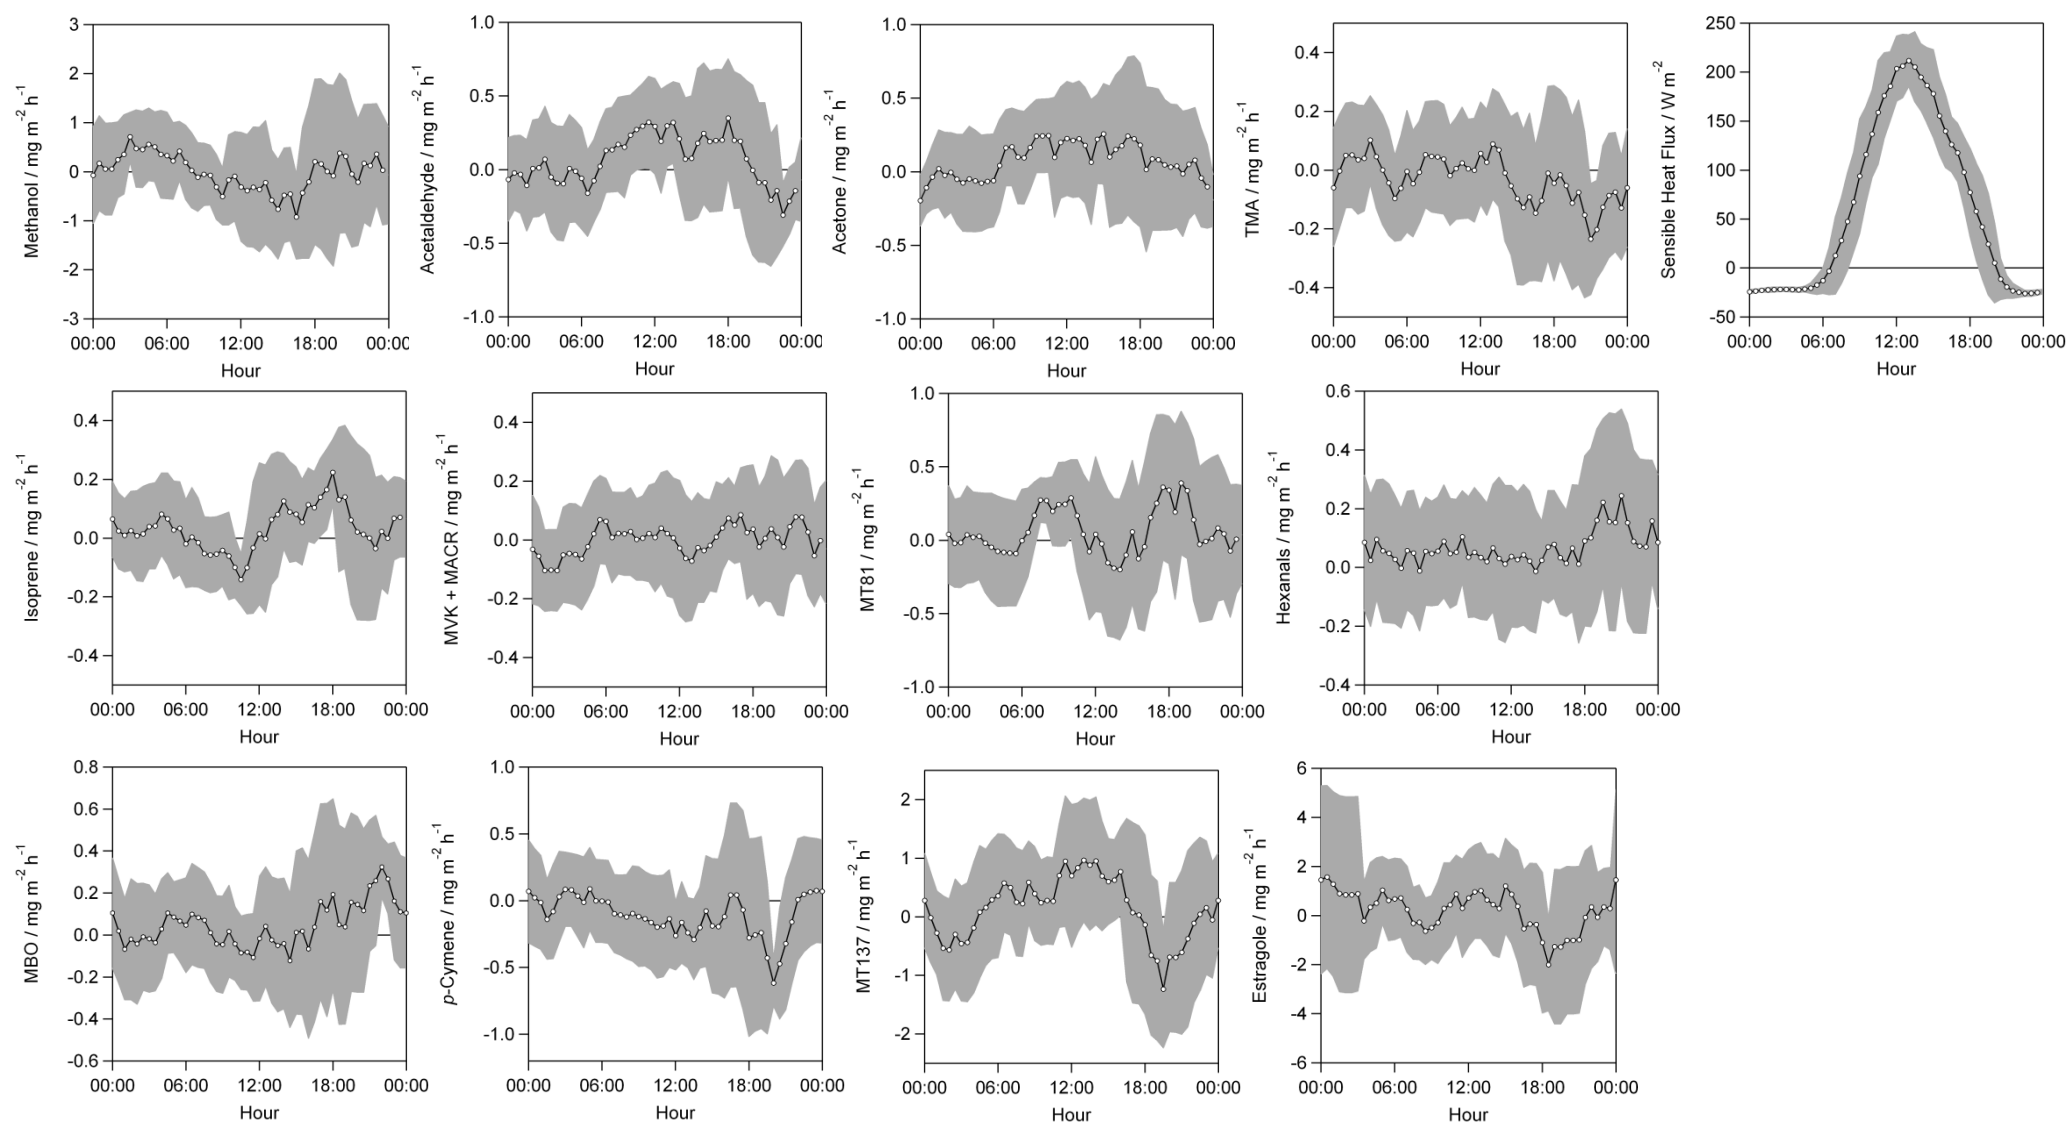 Methanol / mg m⁻² h⁻¹
3
2
1
0
-1
-2
-3
00:00 06:00 12:00 18:00 00:00
Hour
Acetaldehyde / mg m⁻² h⁻¹
1.0
0.5
0.0
-0.5
-1.0
00:00 06:00 12:00 18:00 00:00
Hour
Acetone / mg m⁻² h⁻¹
1.0
0.5
0.0
-0.5
-1.0
00:00 06:00 12:00 18:00 00:00
Hour
TMA / mg m⁻² h⁻¹
0.4
0.2
0.0
-0.2
-0.4
00:00 06:00 12:00 18:00 00:00
Hour
Sensible Heat Flux / W m⁻²
250
200
150
100
50
0
-50
00:00 06:00 12:00 18:00 00:00
Hour
Isoprene / mg m⁻² h⁻¹
0.4
0.2
0.0
-0.2
-0.4
00:00 06:00 12:00 18:00 00:00
Hour
MVK + MACR / mg m⁻² h⁻¹
0.4
0.2
0.0
-0.2
-0.4
00:00 06:00 12:00 18:00 00:00
Hour
MT81 / mg m⁻² h⁻¹
1.0
0.5
0.0
-0.5
-1.0
00:00 06:00 12:00 18:00 00:00
Hour
Hexanals / mg m⁻² h⁻¹
0.6
0.4
0.2
0.0
-0.2
-0.4
00:00 06:00 12:00 18:00 00:00
Hour
MBO / mg m⁻² h⁻¹
0.8
0.6
0.4
0.2
0.0
-0.2
-0.4
-0.6
00:00 06:00 12:00 18:00 00:00
Hour
p-Cymene / mg m⁻² h⁻¹
1.0
0.5
0.0
-0.5
-1.0
00:00 06:00 12:00 18:00 00:00
Hour
MT137 / mg m⁻² h⁻¹
2
1
0
-1
-2
00:00 06:00 12:00 18:00 00:00
Hour
Estragole / mg m⁻² h⁻¹
6
4
2
0
-2
-4
-6
00:00 06:00 12:00 18:00 00:00
Hour